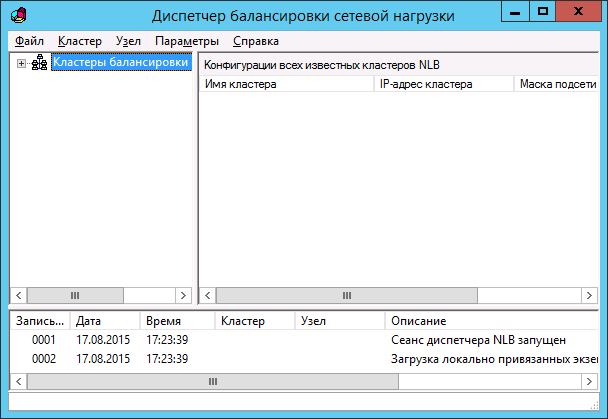 Диспетчер балансировки сетевой нагрузки
Файл Кластер Узел Параметры Справка
Кластеры балансировки
Конфигурации всех известных кластеров NLB
Имя кластера IP-адрес кластера Маска подсети
Запись... Дата Время Кластер Узел Описание
0001 17.08.2015 17:23:39 Сеанс диспетчера NLB запущен
0002 17.08.2015 17:23:39 Загрузка локально привязанных экзе